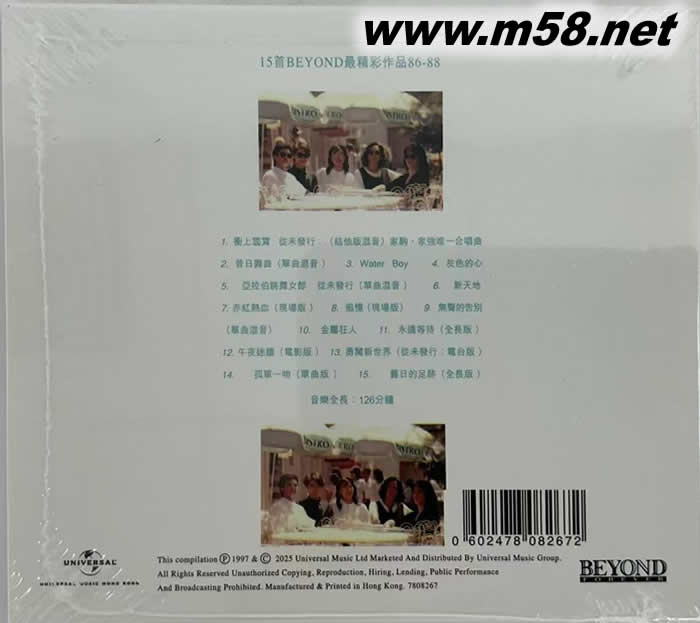 www.m58.net
15首BEYOND最精彩作品86-88
BISTRO
BISTRO
1. 衝上雲霄 從未發行：（結他版混音）家駒，家強唯一合唱曲
2. 昔日舞曲（單曲混音） 3. Water Boy 4. 灰色的心
5. 亞拉伯跳舞女郎 從未發行（單曲混音） 6. 新天地
7. 赤紅熱血（現場版） 8. 追憶（現場版） 9. 無聲的告別
（單曲混音） 10. 金屬狂人 11. 永遠等待（全長版）
12. 午夜迷牆（電影版） 13. 勇闖新世界（從未發行：電台版）
14. 孤單一吻（單曲版） 15. 舊日的足跡（全長版）
音樂全長：126分鐘
0 602478 082672
UNIVERSAL
UNIVERSAL MUSIC HONG KONG
This compilation Ⓟ 1997 & © 2025 Universal Music Ltd Marketed And Distributed By Universal Music Group.
All Rights Reserved Unauthorized Copying, Reproduction, Hiring, Lending, Public Performance
And Broadcasting Prohibited. Manufactured & Printed in Hong Kong. 7808267
BEYOND
FOREVER